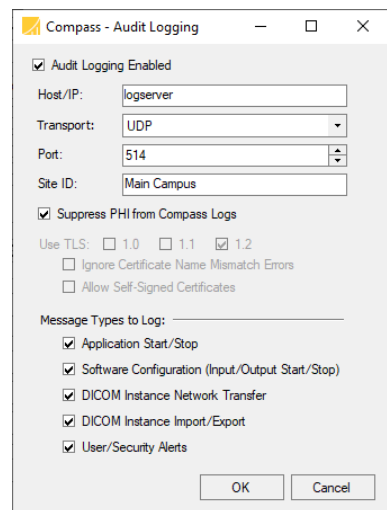 Compass - Audit Logging
Audit Logging Enabled
Host/IP: logserver
Transport: UDP
Port: 514
Site ID: Main Campus
Suppress PHI from Compass Logs
Use TLS: 1.0 1.1 1.2
Ignore Certificate Name Mismatch Errors
Allow Self-Signed Certificates
Message Types to Log:
Application Start/Stop
Software Configuration (Input/Output Start/Stop)
DICOM Instance Network Transfer
DICOM Instance Import/Export
User/Security Alerts
OK Cancel